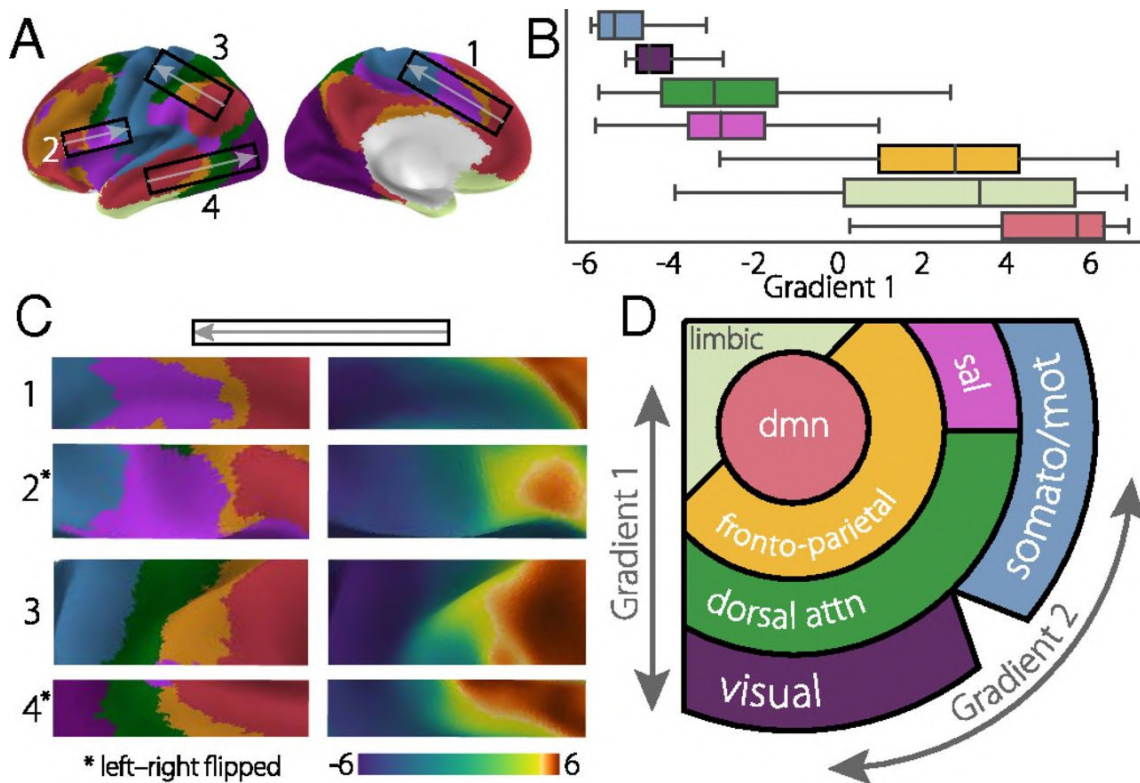 A
3
1
2
4
B
-6 -4 -2 0 2 4 6
Gradient 1
C
1
2*
3
4*
* left–right flipped
-6 6
D
limbic
sal
somato/mot
dmn
fronto-parietal
dorsal attn
visual
Gradient 1
Gradient 2